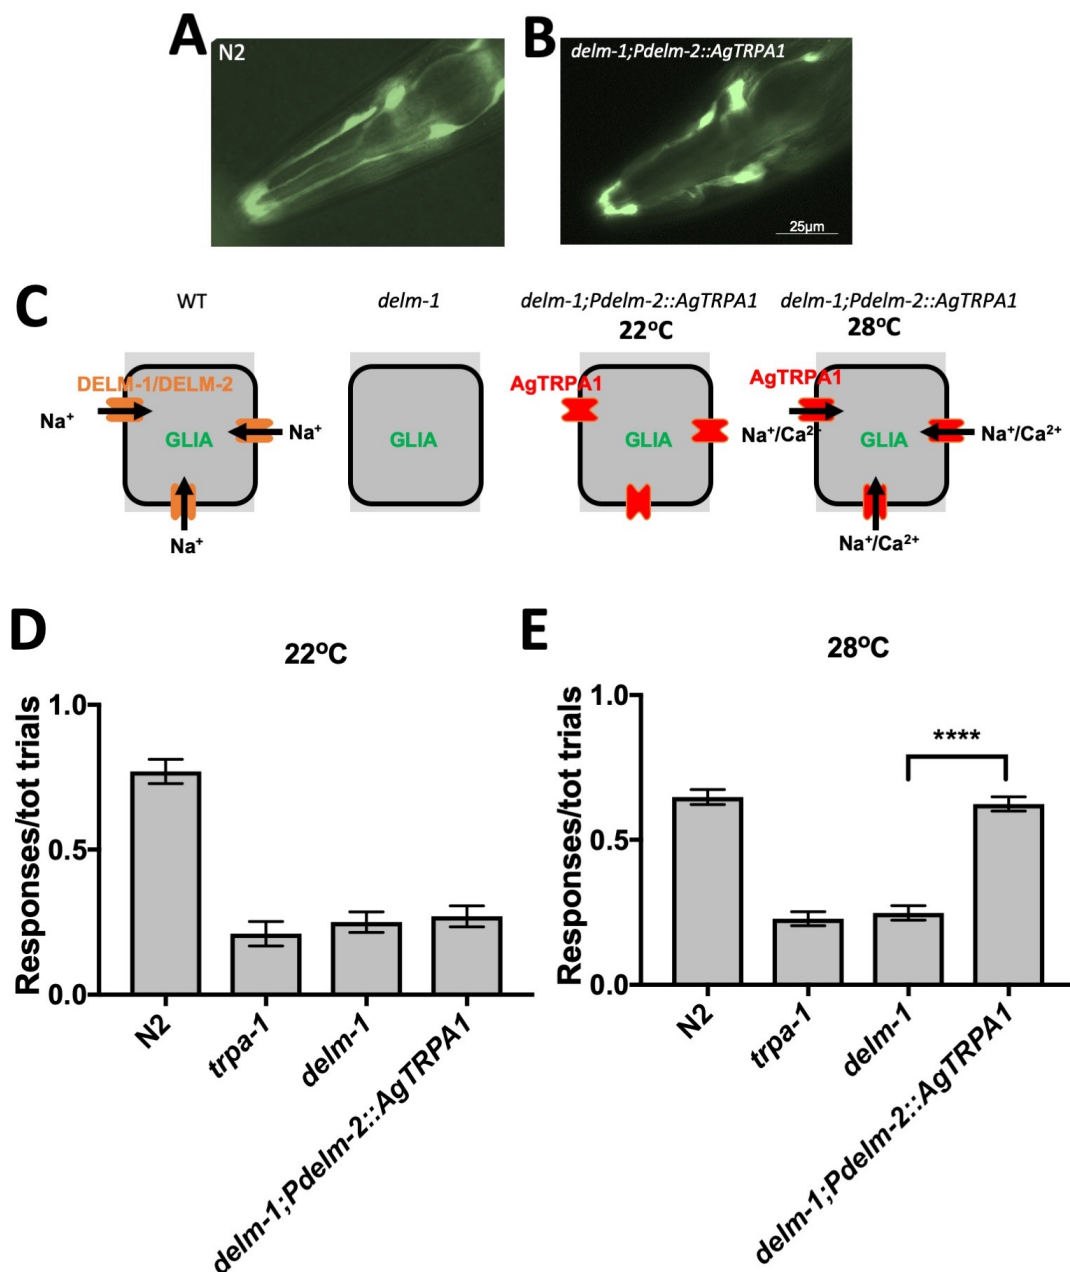 A
N2
B
delm-1;Pdelm-2::AgTRPA1
25µm
C
WT
delm-1
delm-1;Pdelm-2::AgTRPA1
22ºC
delm-1;Pdelm-2::AgTRPA1
28ºC
DELM-1/DELM-2
Na⁺
GLIA
Na⁺
Na⁺
GLIA
AgTRPA1
GLIA
AgTRPA1
Na⁺/Ca²⁺
GLIA
Na⁺/Ca²⁺
Na⁺/Ca²⁺
D
22ºC
Responses/tot trials
1.0
0.5
0.0
N2
trpa-1
delm-1
delm-1;Pdelm-2::AgTRPA1
E
28ºC
Responses/tot trials
1.0
0.5
0.0
****
N2
trpa-1
delm-1
delm-1;Pdelm-2::AgTRPA1